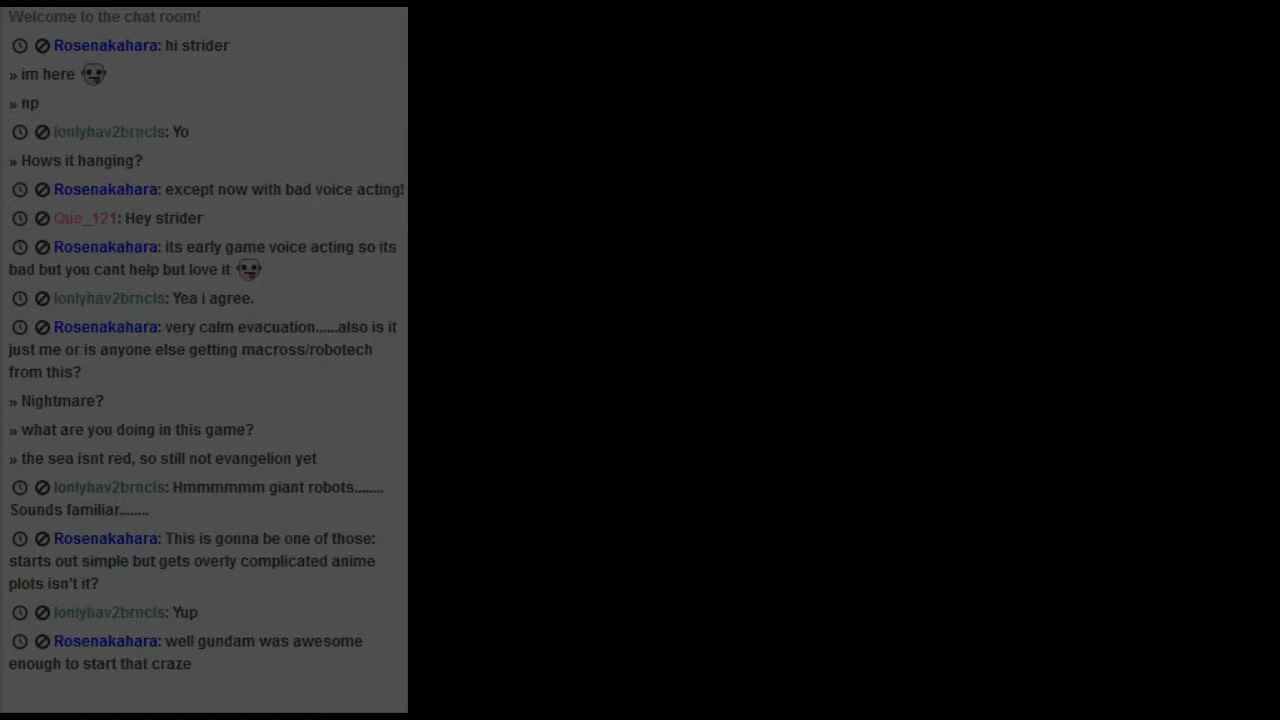 Welcome to the chat room!
Rosenakahara: hi strider
» im here
» np
lonlyhav2brncls: Yo
» Hows it hanging?
Rosenakahara: except now with bad voice acting!
Que_121: Hey strider
Rosenakahara: its early game voice acting so its
bad but you cant help but love it
lonlyhav2brncls: Yea i agree.
Rosenakahara: very calm evacuation......also is it
just me or is anyone else getting macross/robotech
from this?
» Nightmare?
» what are you doing in this game?
» the sea isnt red, so still not evangelion yet
lonlyhav2brncls: Hmmmmmm giant robots........
Sounds familiar........
Rosenakahara: This is gonna be one of those:
starts out simple but gets overly complicated anime
plots isn't it?
lonlyhav2brncls: Yup
Rosenakahara: well gundam was awesome
enough to start that craze